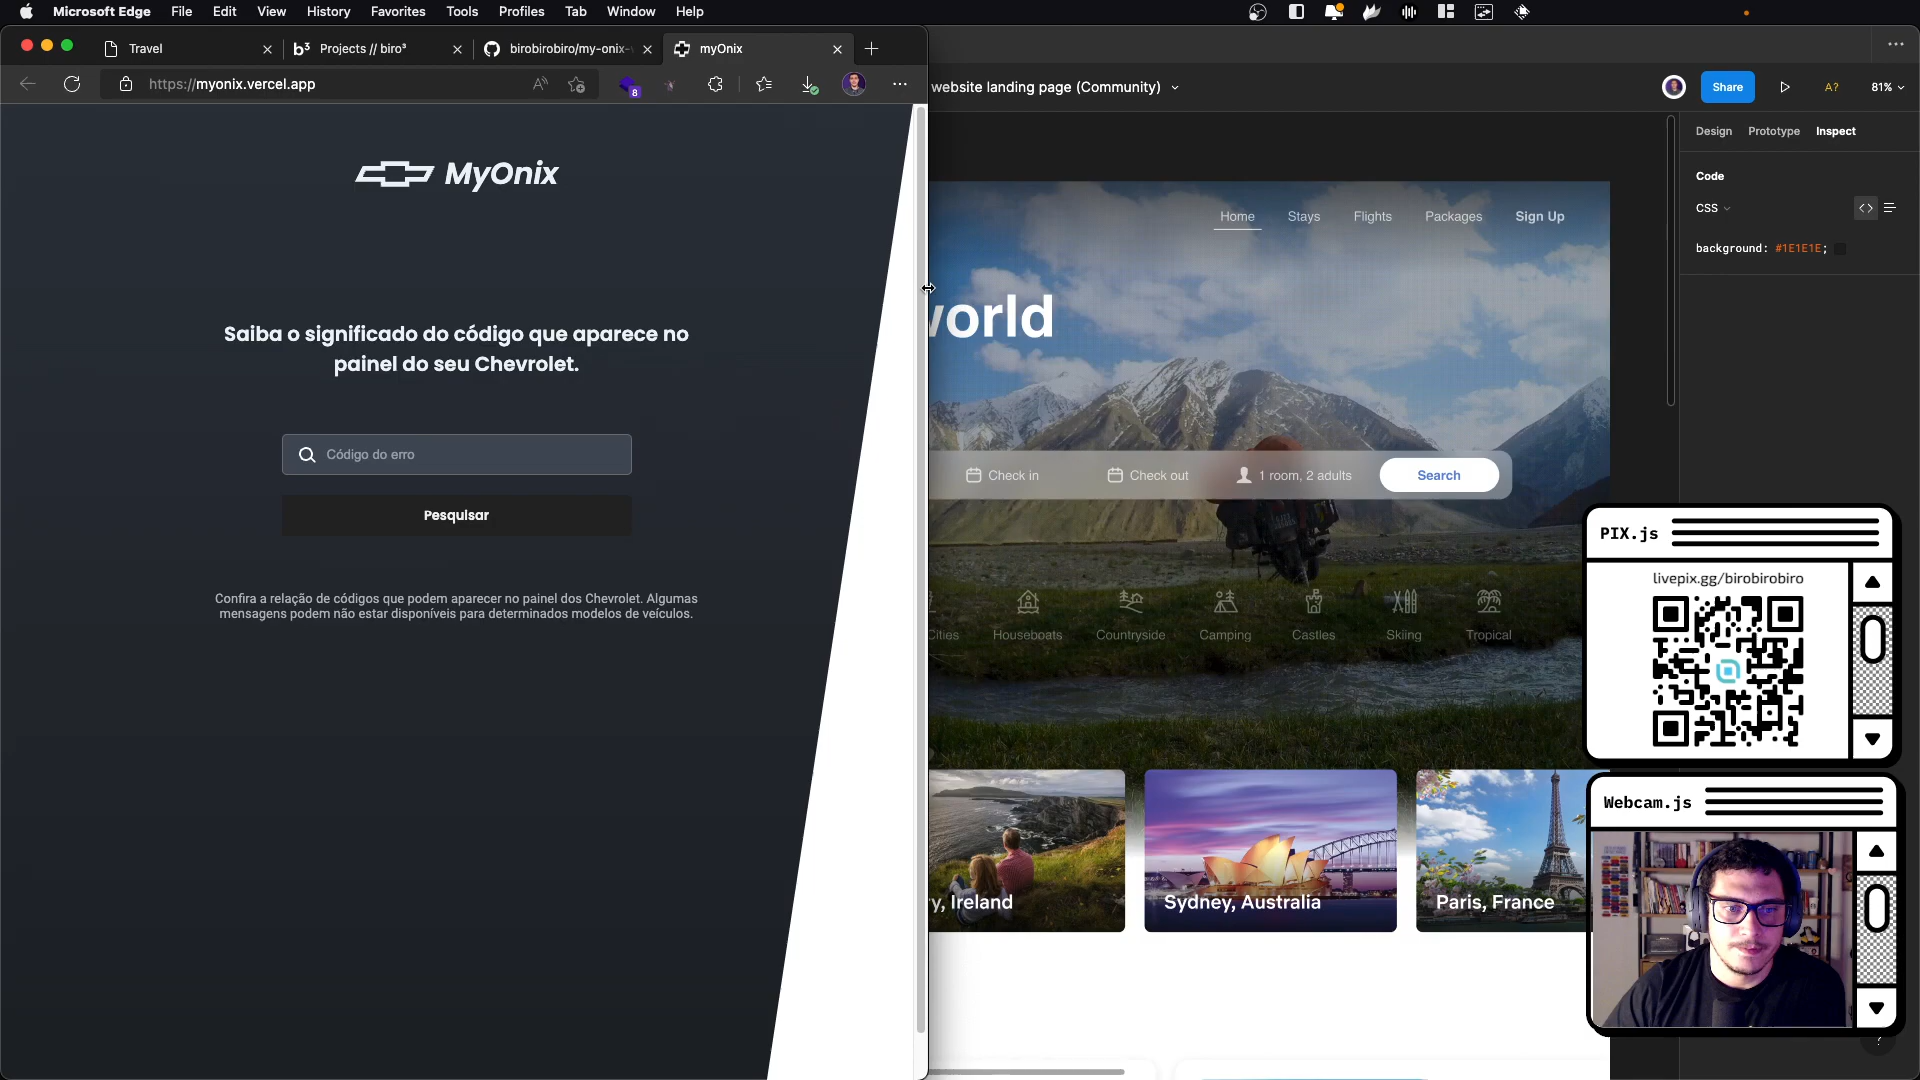 Microsoft Edge File Edit View History Favorites Tools Profiles Tab Window Help
Travel
Projects // biro³
birobirobiro/my-onix-
myOnix
https://myonix.vercel.app
8
website landing page (Community)
Share
A?
81%
MyOnix
Saiba o significado do código que aparece no
painel do seu Chevrolet.
Código do erro
Pesquisar
Confira a relação de códigos que podem aparecer no painel dos Chevrolet. Algumas
mensagens podem não estar disponíveis para determinados modelos de veículos.
Home Stays Flights Packages Sign Up
world
Check in
Check out
1 room, 2 adults
Search
Cities Houseboats Countryside Camping Castles Skiing Tropical
y, Ireland
Sydney, Australia
Paris, France
Design Prototype Inspect
Code
CSS
background: #1E1E1E;
PIX.js
livepix.gg/birobirobiro
Webcam.js
?